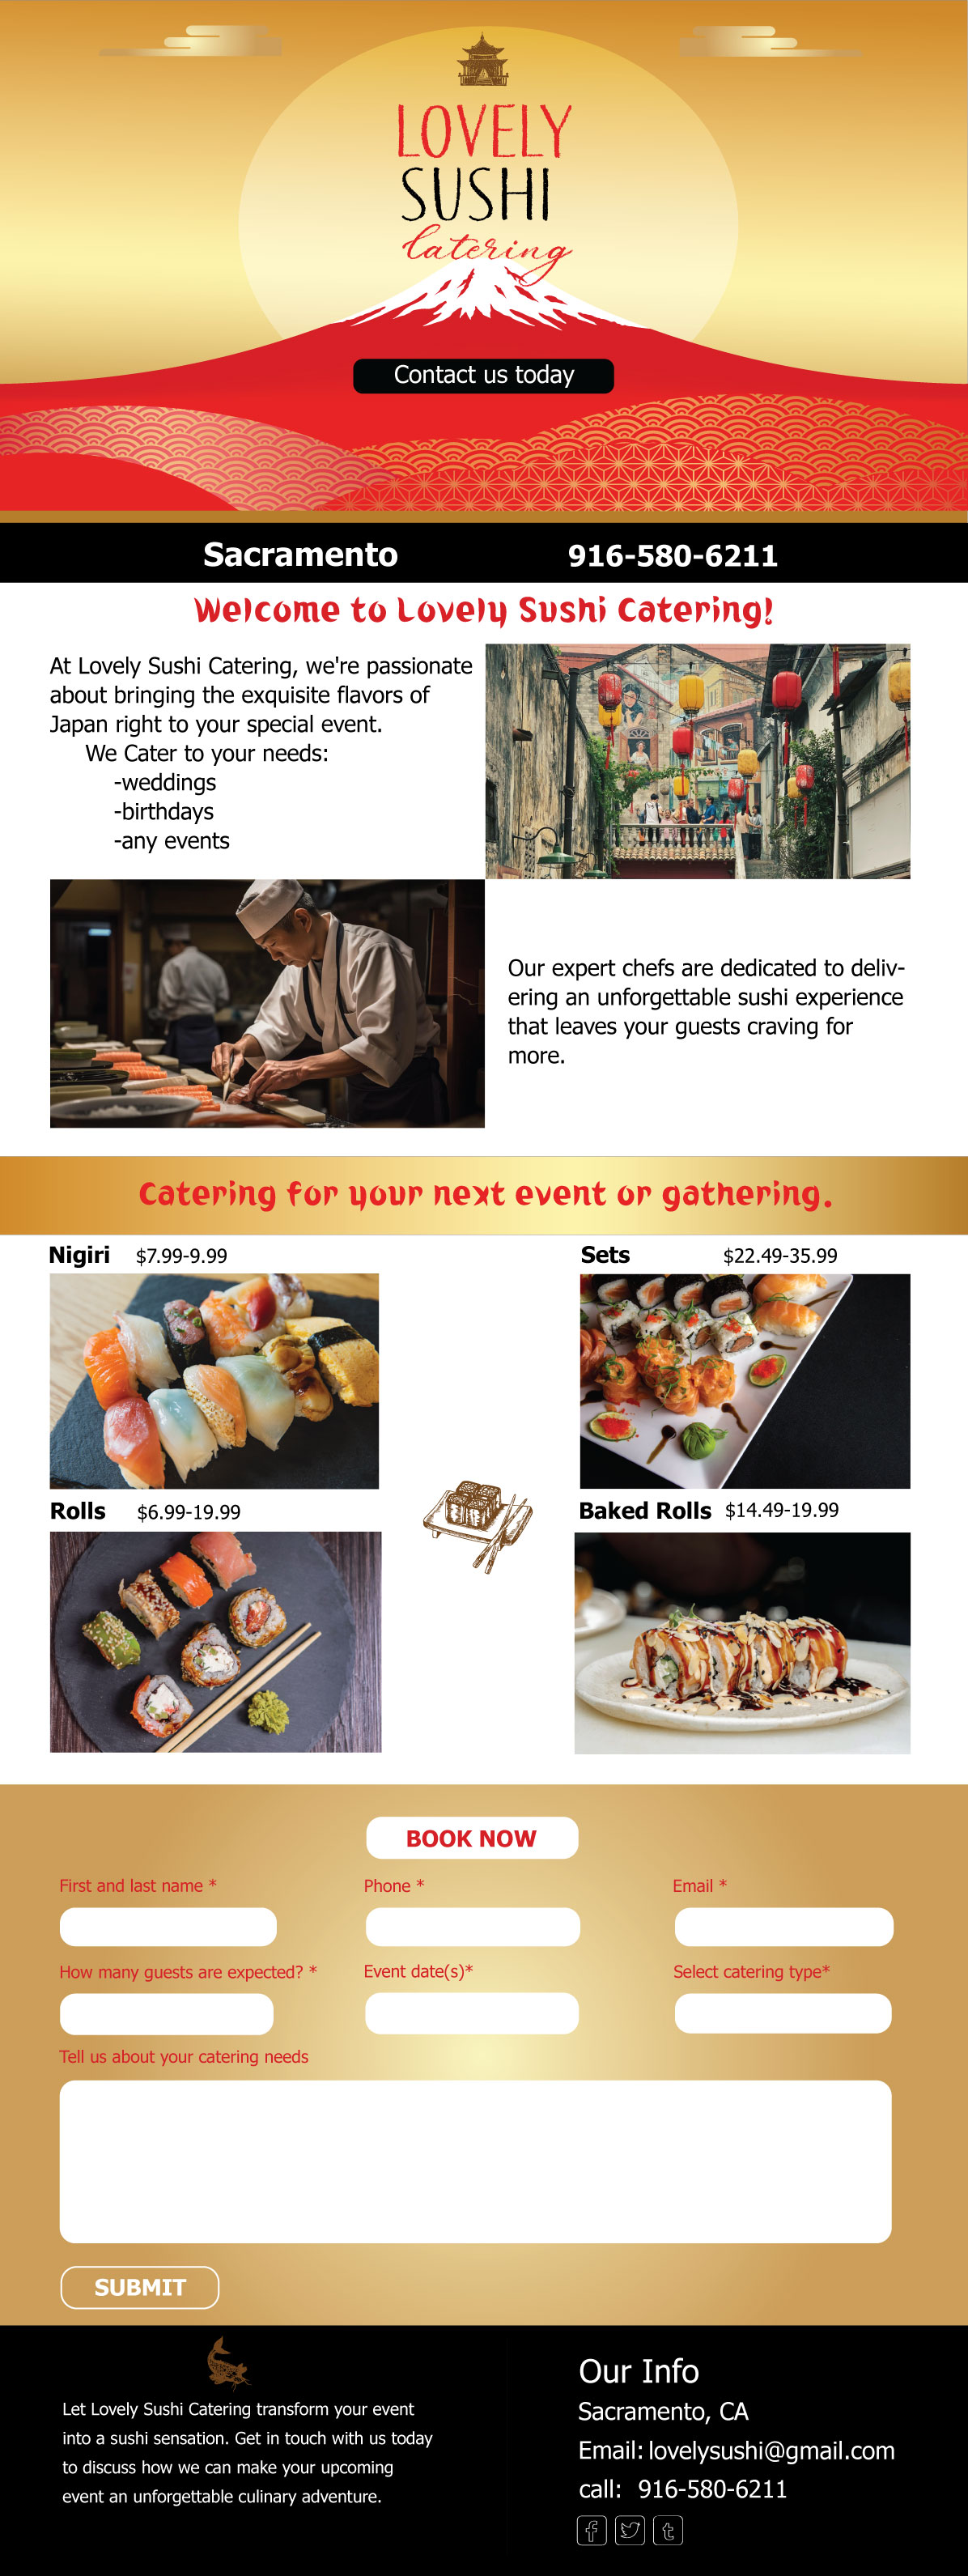 LOVELY
SUSHI
Catering
Contact us today
Sacramento 916-580-6211
Welcome to Lovely Sushi Catering!
At Lovely Sushi Catering, we're passionate
about bringing the exquisite flavors of
Japan right to your special event.
We Cater to your needs:
-weddings
-birthdays
-any events
Our expert chefs are dedicated to deliv-
ering an unforgettable sushi experience
that leaves your guests craving for
more.
Catering for your next event or gathering.
Nigiri $7.99-9.99
Sets $22.49-35.99
Rolls $6.99-19.99
Baked Rolls $14.49-19.99
BOOK NOW
First and last name * Phone * Email *
How many guests are expected? * Event date(s)* Select catering type*
Tell us about your catering needs
SUBMIT
Let Lovely Sushi Catering transform your event
into a sushi sensation. Get in touch with us today
to discuss how we can make your upcoming
event an unforgettable culinary adventure.
Our Info
Sacramento, CA
Email: lovelysushi@gmail.com
call: 916-580-6211